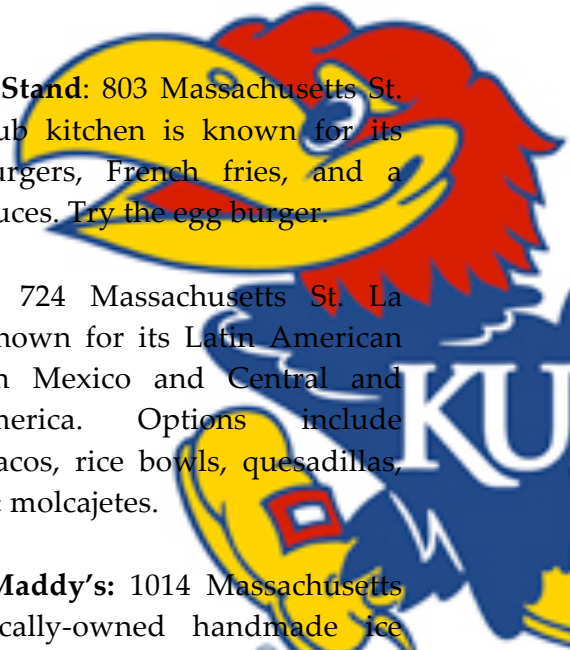 Stand: 803 Massachusetts St.
ub kitchen is known for its
urgers, French fries, and a
uces. Try the egg burger.
724 Massachusetts St. La
nown for its Latin American
n Mexico and Central and
merica. Options include
acos, rice bowls, quesadillas,
molcajetes.
Maddy's: 1014 Massachusetts
cally-owned handmade ice
KU